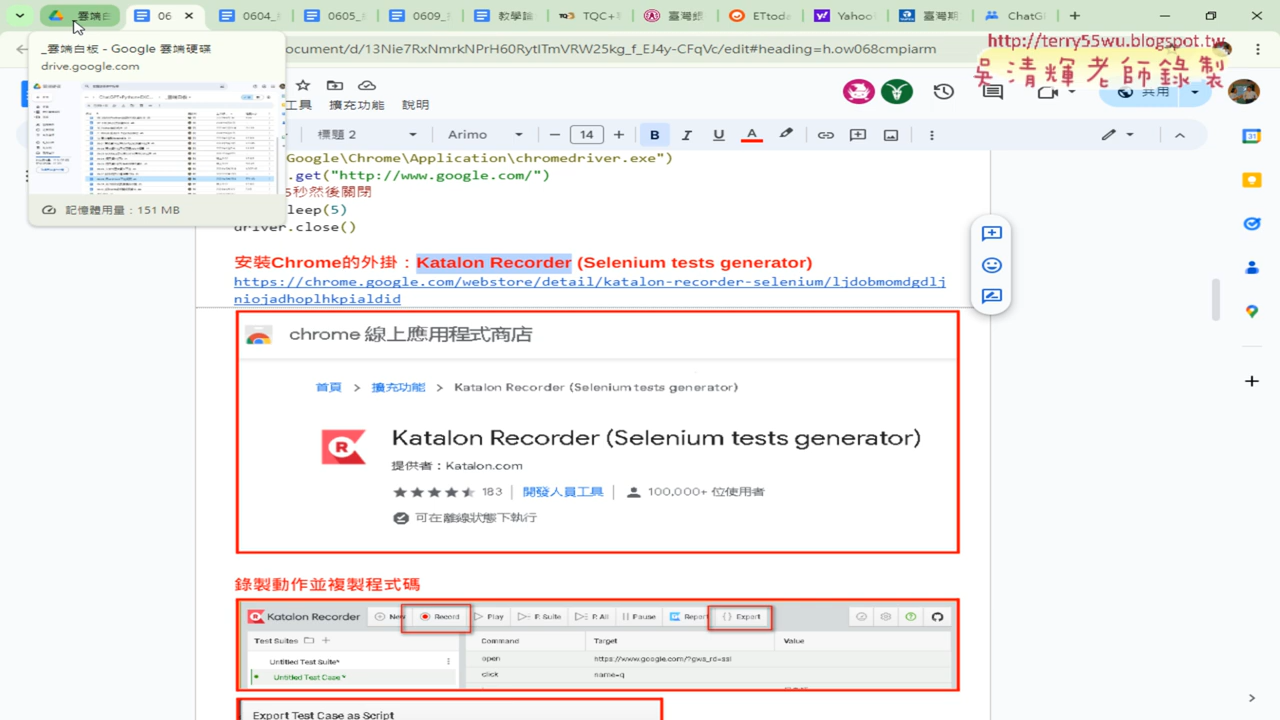 雲端白
06
0604_
0605_
0609_
教學論
TQC+
臺灣銀
ETtoda
Yahoo
臺灣期
ChatG
_雲端白板 - Google 雲端硬碟
drive.google.com
記憶體用量：151 MB
ocument/d/13Nie7RxNmrkNPrH60RytITmVRW25kg_f_EJ4y-CFqVc/edit#heading=h.ow068cmpiarm
http://terry55wu.blogspot.tw
吳清輝老師錄製
工具 擴充功能 說明
共用
標題 2
Arimo
14
Google\Chrome\Application\chromedriver.exe")
.get("http://www.google.com/")
5秒然後關閉
leep(5)
driver.close()
安裝Chrome的外掛：Katalon Recorder (Selenium tests generator)
https://chrome.google.com/webstore/detail/katalon-recorder-selenium/ljdobmomdgdlj
niojadhoplhkpialdid
chrome 線上應用程式商店
首頁 > 擴充功能 > Katalon Recorder (Selenium tests generator)
Katalon Recorder (Selenium tests generator)
提供者：Katalon.com
183 | 開發人員工具 | 100,000+ 位使用者
可在離線狀態下執行
錄製動作並複製程式碼
Katalon Recorder New Record Play P. Suite P. All Pause Report Export
Test Suites Command Target Value
Untitled Test Suite* open https://www.google.com/?gws_rd=ssl
Untitled Test Case * click name=q
Export Test Case as Script